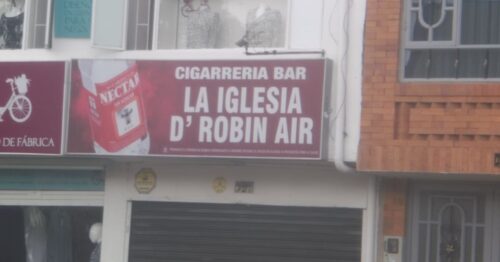 CIGARRERIA BAR
LA IGLESIA
D' ROBIN AIR
NECTAR
O DE FÁBRICA